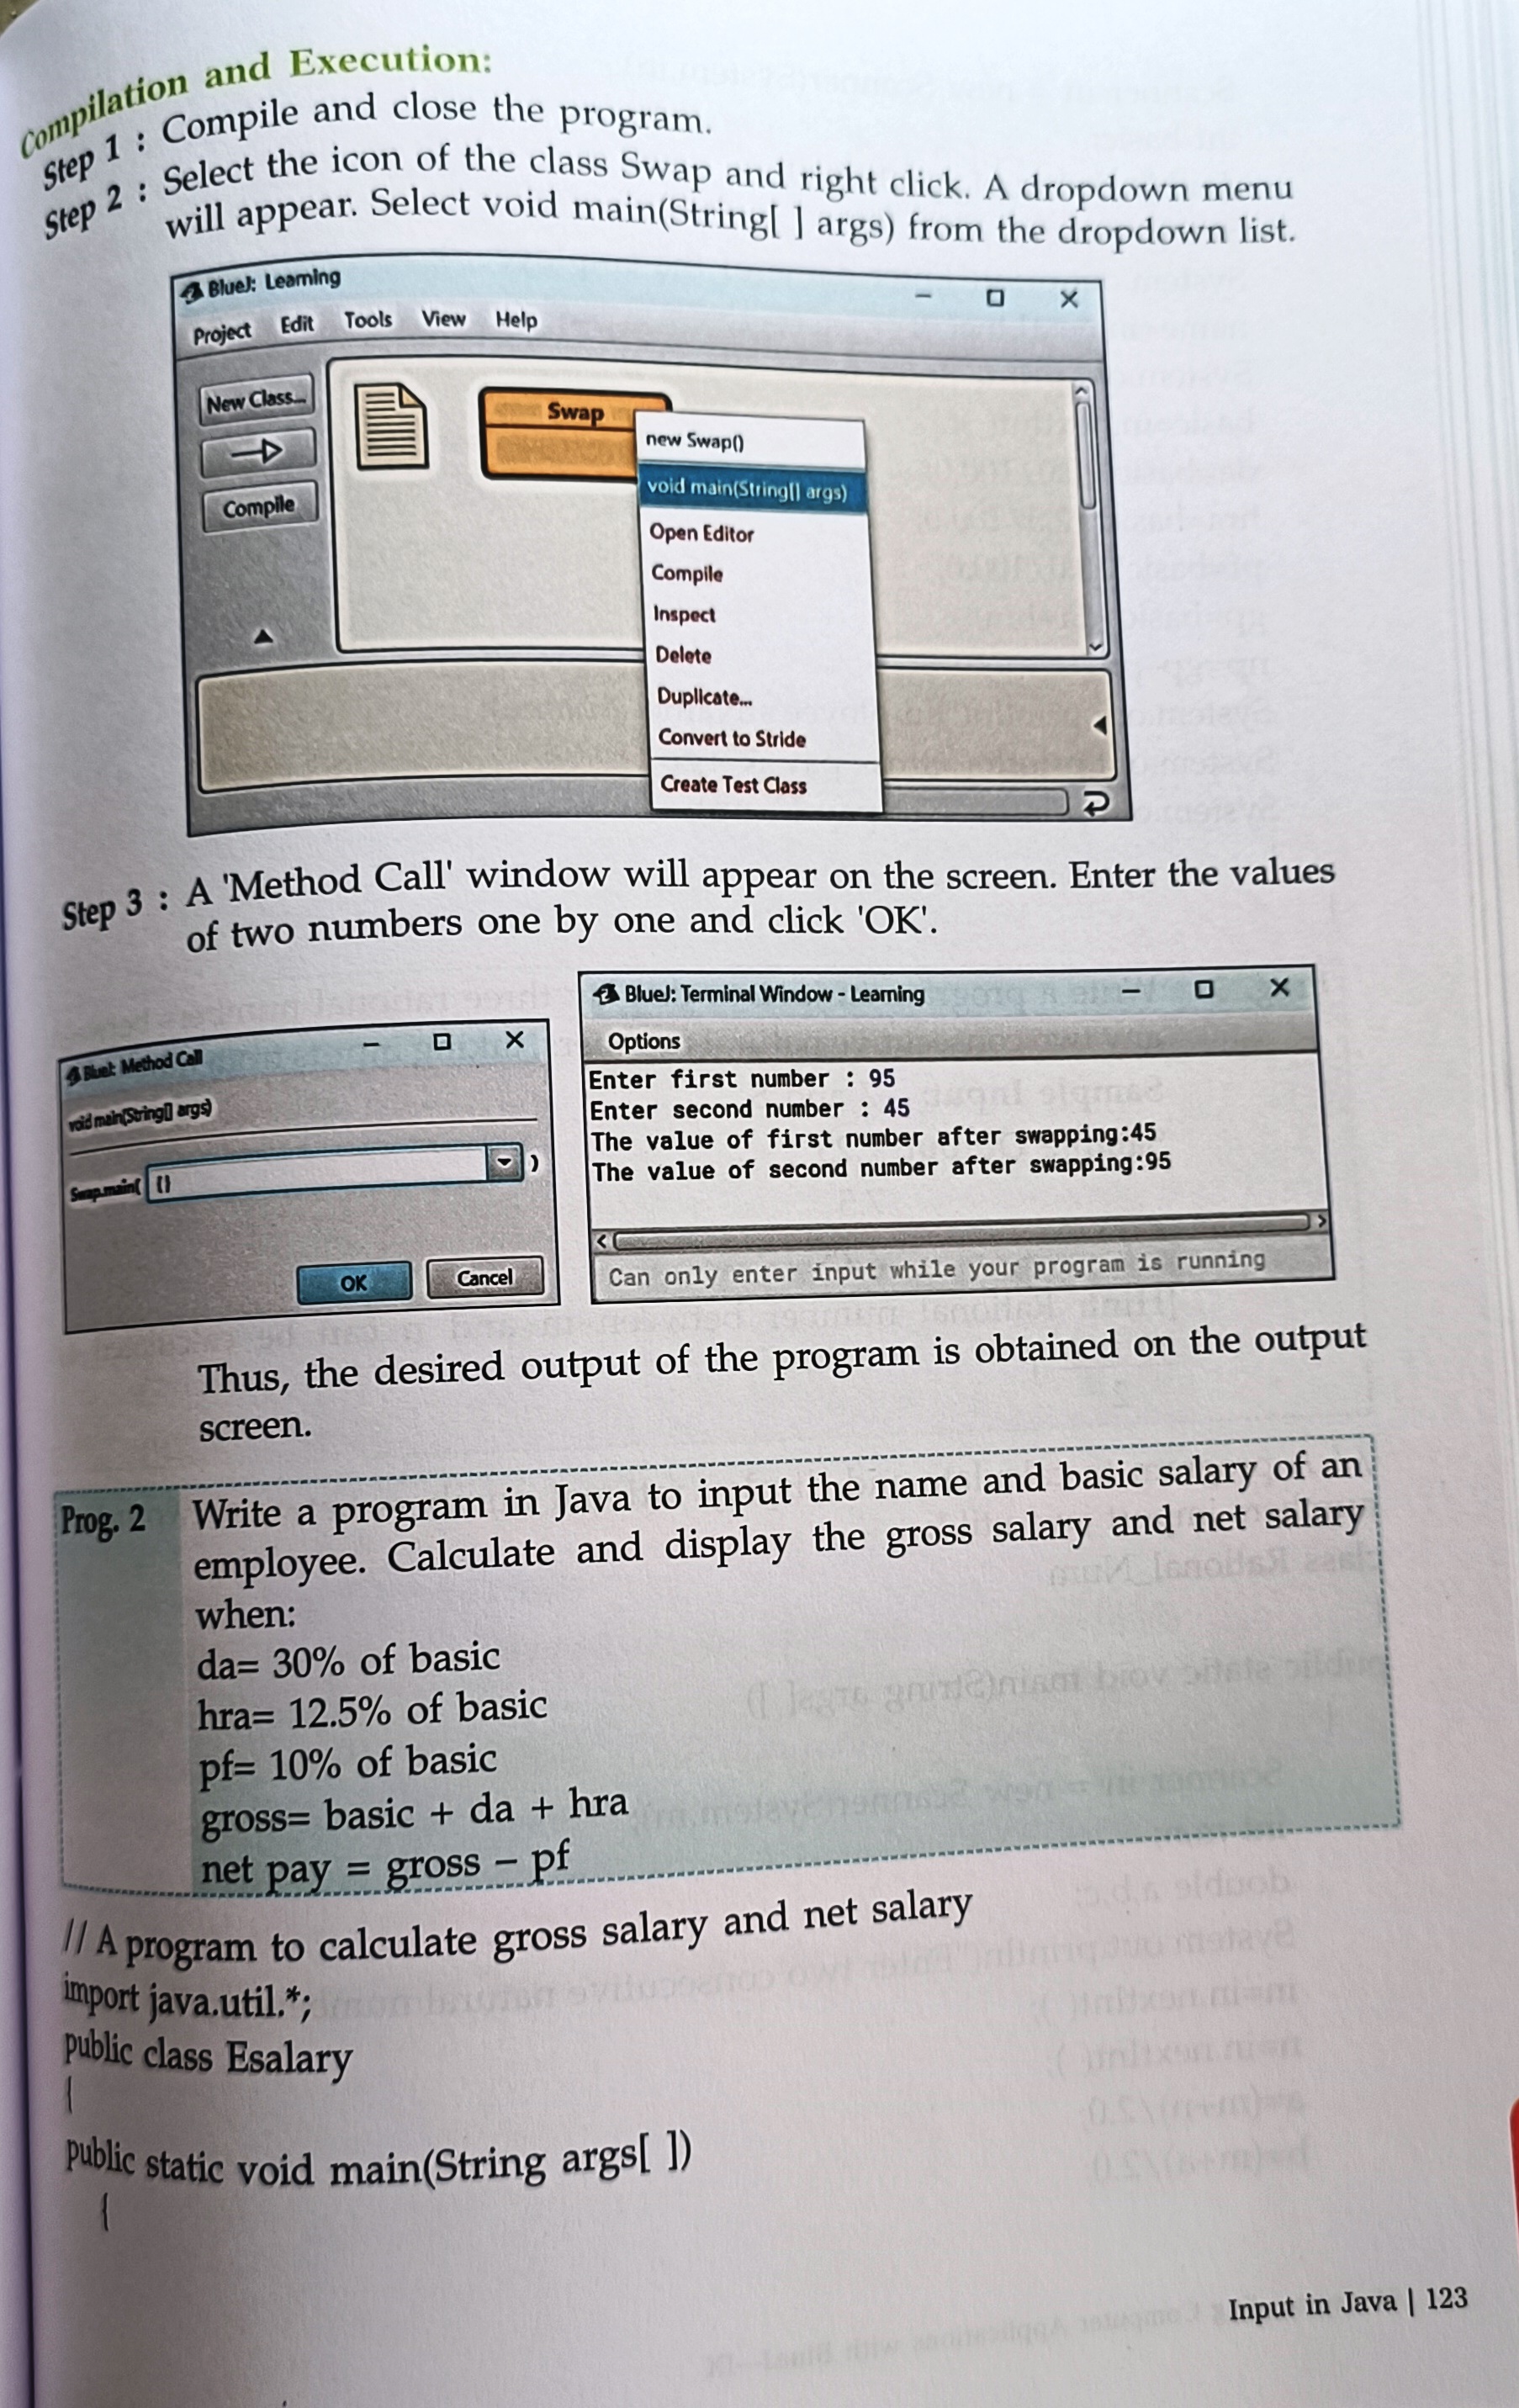 Compilation and Execution:
Step 1 : Compile and close the program.
Step 2 : Select the icon of the class Swap and right click. A dropdown menu
will appear. Select void main(String[ ] args) from the dropdown list.
BlueJ: Learning
Project Edit Tools View Help
New Class...
Swap
new Swap()
void main(String[] args)
Compile
Open Editor
Compile
Inspect
Delete
Duplicate...
Convert to Stride
Create Test Class
Step 3 : A 'Method Call' window will appear on the screen. Enter the values
of two numbers one by one and click 'OK'.
BlueJ: Method Call
void main(String[] args)
Swap.main( {} )
OK Cancel
BlueJ: Terminal Window - Learning
Options
Enter first number : 95
Enter second number : 45
The value of first number after swapping:45
The value of second number after swapping:95
Can only enter input while your program is running
Thus, the desired output of the program is obtained on the output
screen.
Prog. 2 Write a program in Java to input the name and basic salary of an
employee. Calculate and display the gross salary and net salary
when:
da= 30% of basic
hra= 12.5% of basic
pf= 10% of basic
gross= basic + da + hra
net pay = gross – pf
// A program to calculate gross salary and net salary
import java.util.*;
public class Esalary
{
public static void main(String args[ ])
{
Input in Java | 123